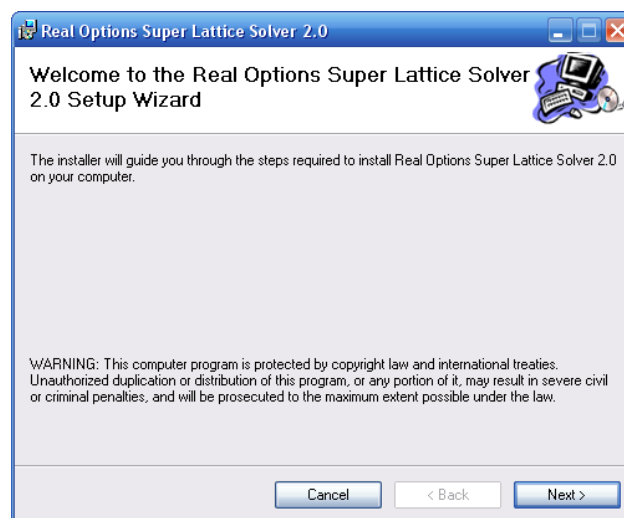 Real Options Super Lattice Solver 2.0
Welcome to the Real Options Super Lattice Solver
2.0 Setup Wizard
The installer will guide you through the steps required to install Real Options Super Lattice Solver 2.0
on your computer.
WARNING: This computer program is protected by copyright law and international treaties.
Unauthorized duplication or distribution of this program, or any portion of it, may result in severe civil
or criminal penalties, and will be prosecuted to the maximum extent possible under the law.
Cancel
< Back
Next >